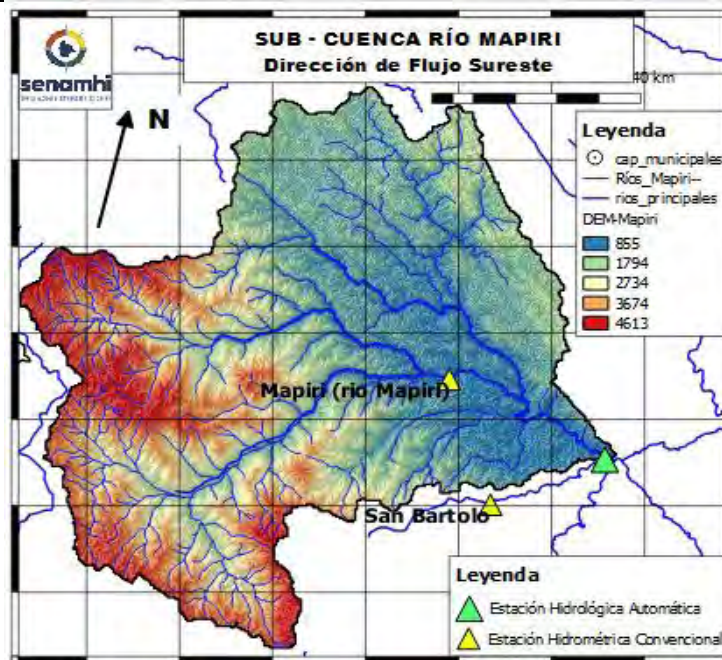 SUB - CUENCA RÍO MAPIRI
Dirección de Flujo Sureste
senamhi
40 km
N
Leyenda
cap_municipales
Ríos_Mapiri--
rios_principales
DEM-Mapiri
855
1794
2734
3674
4613
Mapiri (rio Mapiri)
San Bartolo
Leyenda
Estación Hidrológica Automática
Estación Hidrométrica Convencional